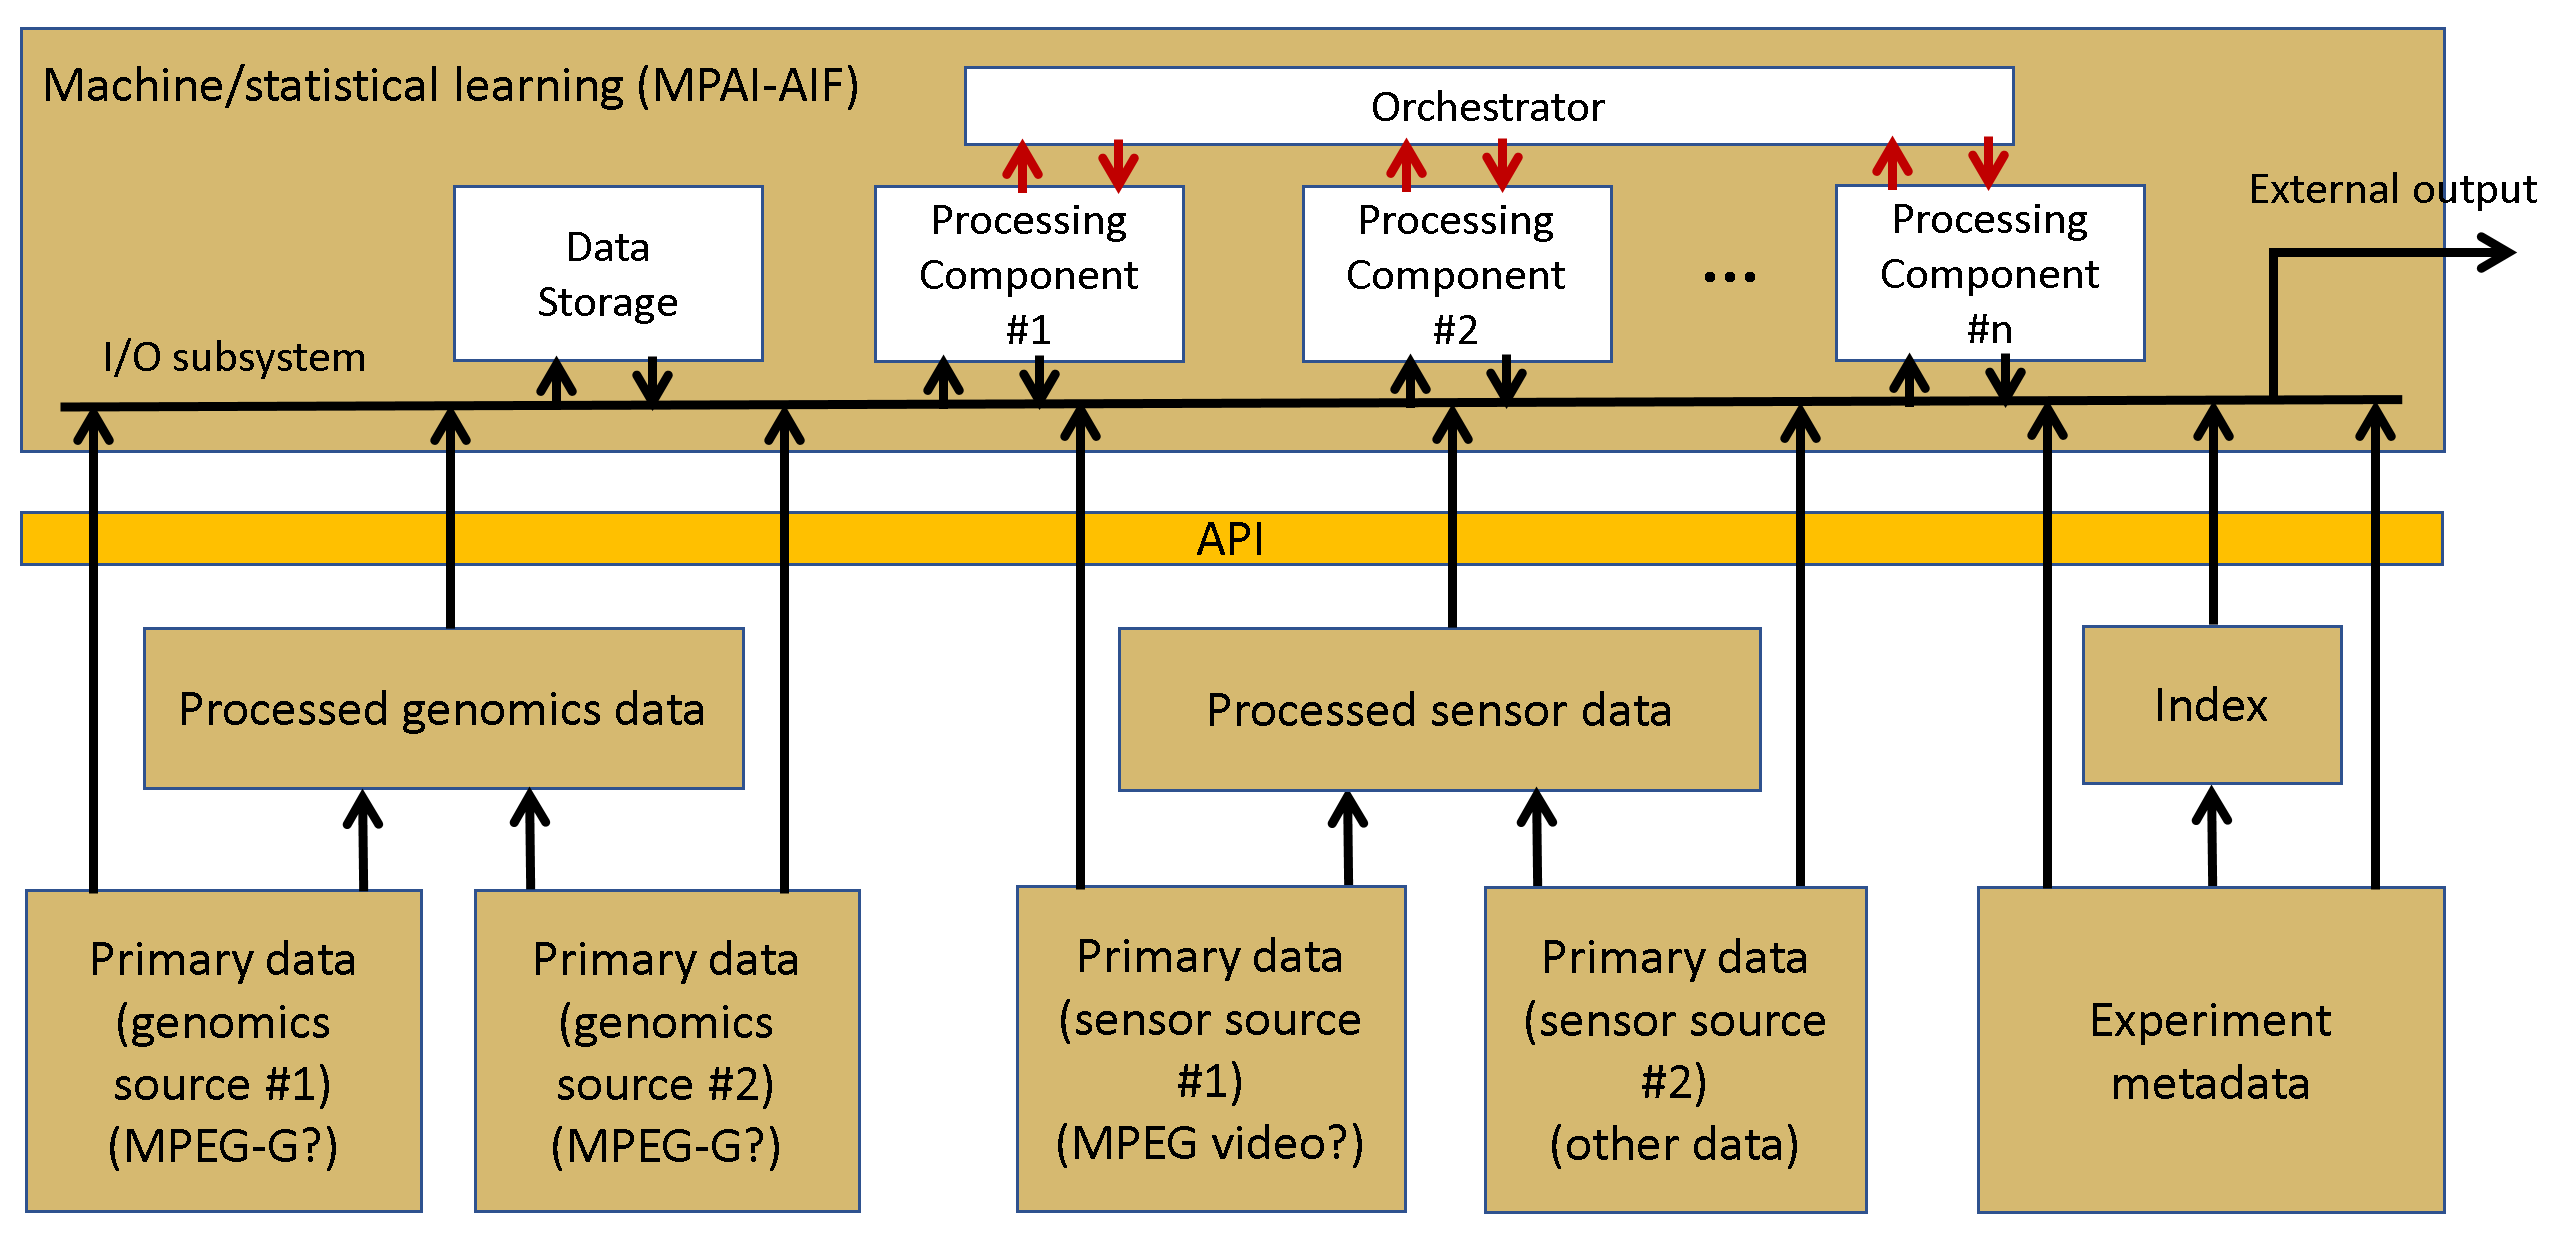 Machine/statistical learning (MPAI-AIF)
Orchestrator
External output
Data
Storage
Processing
Component
#1
Processing
Component
#2
...
Processing
Component
#n
I/O subsystem
API
Processed genomics data
Processed sensor data
Index
Primary data
(genomics
source #1)
(MPEG-G?)
Primary data
(genomics
source #2)
(MPEG-G?)
Primary data
(sensor source
#1)
(MPEG video?)
Primary data
(sensor source
#2)
(other data)
Experiment
metadata